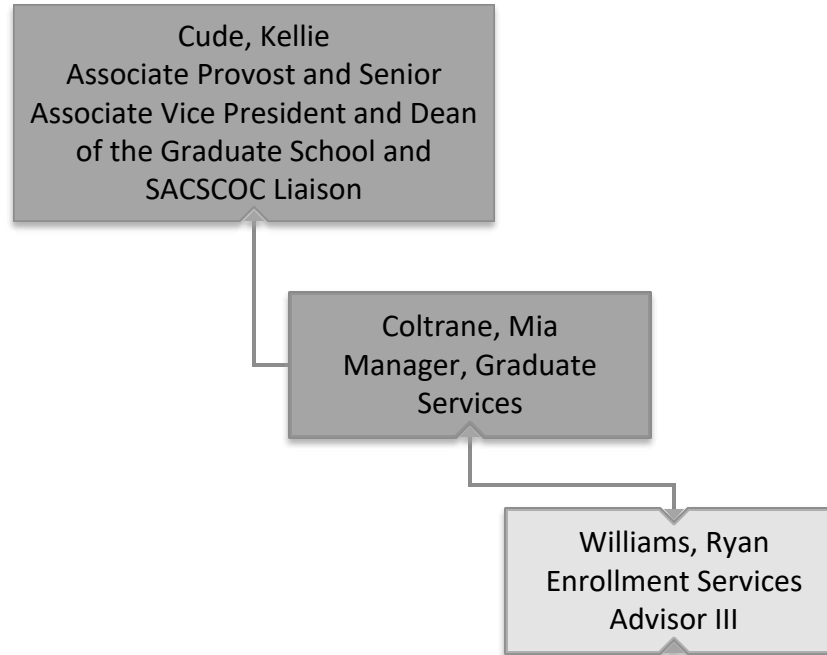 Cude, Kellie
Associate Provost and Senior
Associate Vice President and Dean
of the Graduate School and
SACSCOC Liaison
Coltrane, Mia
Manager, Graduate
Services
Williams, Ryan
Enrollment Services
Advisor III